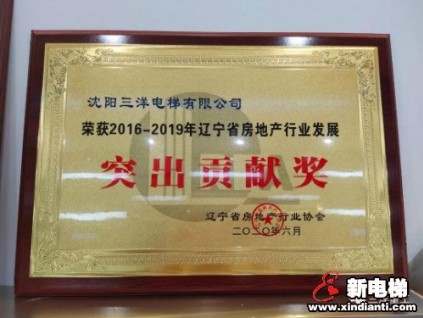 沈阳三洋电梯有限公司
荣获2016-2019年辽宁省房地产行业发展
突出贡献奖
辽宁省房地产行业协会
二〇二〇年六月
新电梯
www.xindianti.com